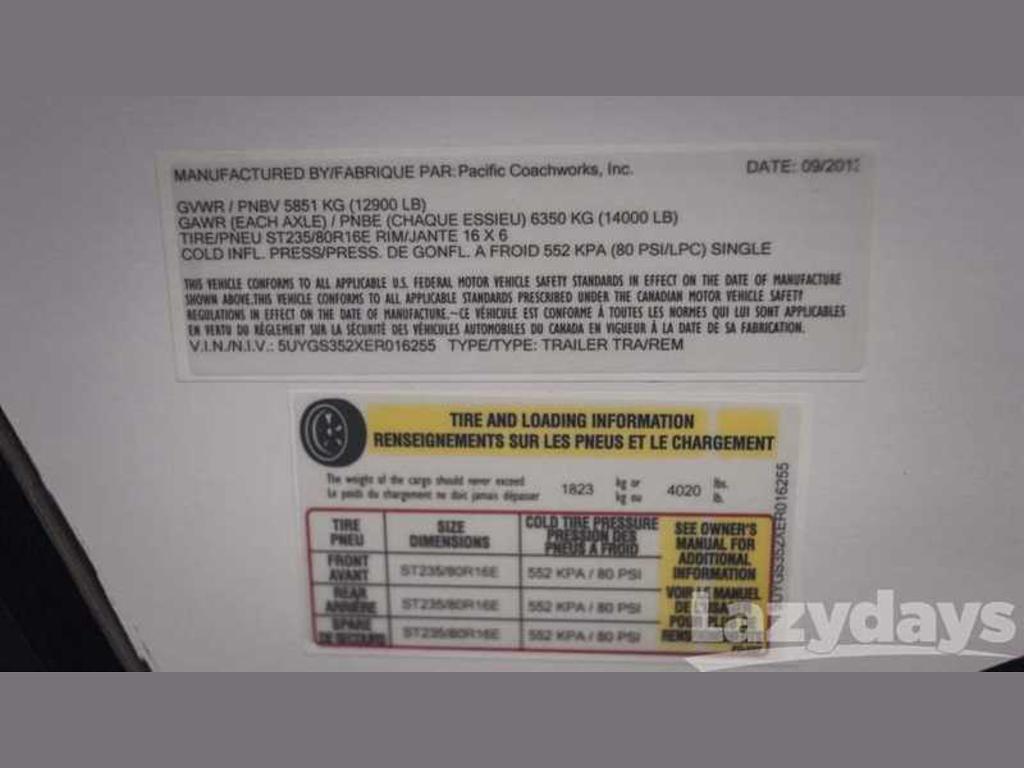 MANUFACTURED BY/FABRIQUE PAR: Pacific Coachworks, Inc. DATE: 09/2013
GVWR / PNBV 5851 KG (12900 LB)
GAWR (EACH AXLE) / PNBE (CHAQUE ESSIEU) 6350 KG (14000 LB)
TIRE/PNEU ST235/80R16E RIM/JANTE 16 X 6
COLD INFL. PRESS/PRESS. DE GONFL. A FROID 552 KPA (80 PSI/LPC) SINGLE
THIS VEHICLE CONFORMS TO ALL APPLICABLE U.S. FEDERAL MOTOR VEHICLE SAFETY STANDARDS IN EFFECT ON THE DATE OF MANUFACTURE
SHOWN ABOVE.THIS VEHICLE CONFORMS TO ALL APPLICABLE STANDARDS PRESCRIBED UNDER THE CANADIAN MOTOR VEHICLE SAFETY
REGULATIONS IN EFFECT ON THE DATE OF MANUFACTURE.-CE VÉHICULE EST CONFORME À TOUTES LES NORMES QUI LUI SONT APPLICABLES
EN VERTU DU RÈGLEMENT SUR LA SÉCURITÉ DES VÉHICULES AUTOMOBILES DU CANADA EN VIGUEUR À LA DATE DE SA FABRICATION.
V.I.N./N.I.V.: 5UYGS352XER016255 TYPE/TYPE: TRAILER TRA/REM
TIRE AND LOADING INFORMATION
RENSEIGNEMENTS SUR LES PNEUS ET LE CHARGEMENT
The weight of the cargo should never exceed 1823 kg or 4020 lbs.
Le poids du chargement ne doit jamais dépasser kg ou lb.
TIRE SIZE COLD TIRE PRESSURE
PNEU DIMENSIONS PRESSION DES
PNEUS A FROID
FRONT
AVANT ST235/80R16E 552 KPA / 80 PSI
REAR
ARRIÈRE ST235/80R16E 552 KPA / 80 PSI
SPARE
DE SECOURS ST235/80R16E 552 KPA / 80 PSI
SEE OWNER'S
MANUAL FOR
ADDITIONAL
INFORMATION
VOIR LE MANUEL
DE L'USA
POUR PLUS
5UYGS352XER016255
lazydays